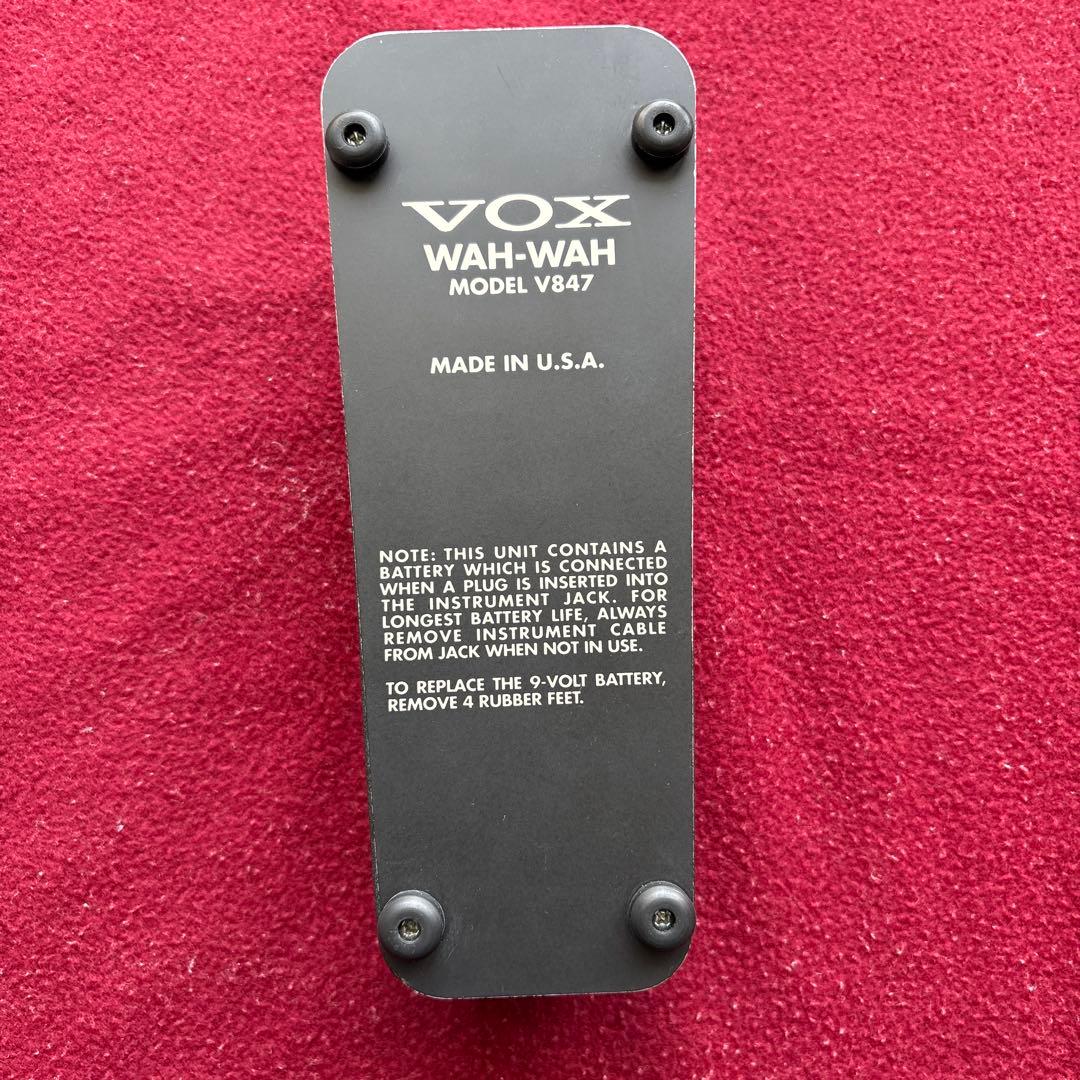 VOX
WAH-WAH
MODEL V847
MADE IN U.S.A.
NOTE: THIS UNIT CONTAINS A
BATTERY WHICH IS CONNECTED
WHEN A PLUG IS INSERTED INTO
THE INSTRUMENT JACK. FOR
LONGEST BATTERY LIFE, ALWAYS
REMOVE INSTRUMENT CABLE
FROM JACK WHEN NOT IN USE.
TO REPLACE THE 9-VOLT BATTERY,
REMOVE 4 RUBBER FEET.